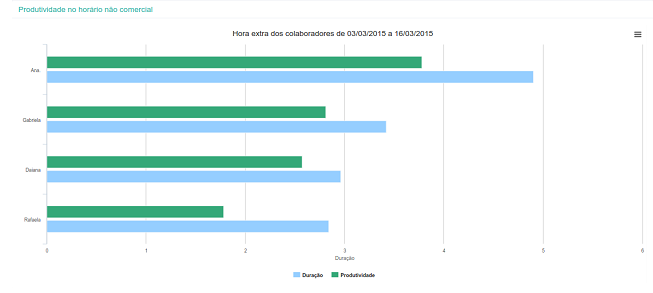 Produtividade no horário não comercial
Hora extra dos colaboradores de 03/03/2015 a 16/03/2015
Ana
Gabriela
Daiana
Rafaela
0 1 2 3 4 5 6
Duração
Duração Produtividade